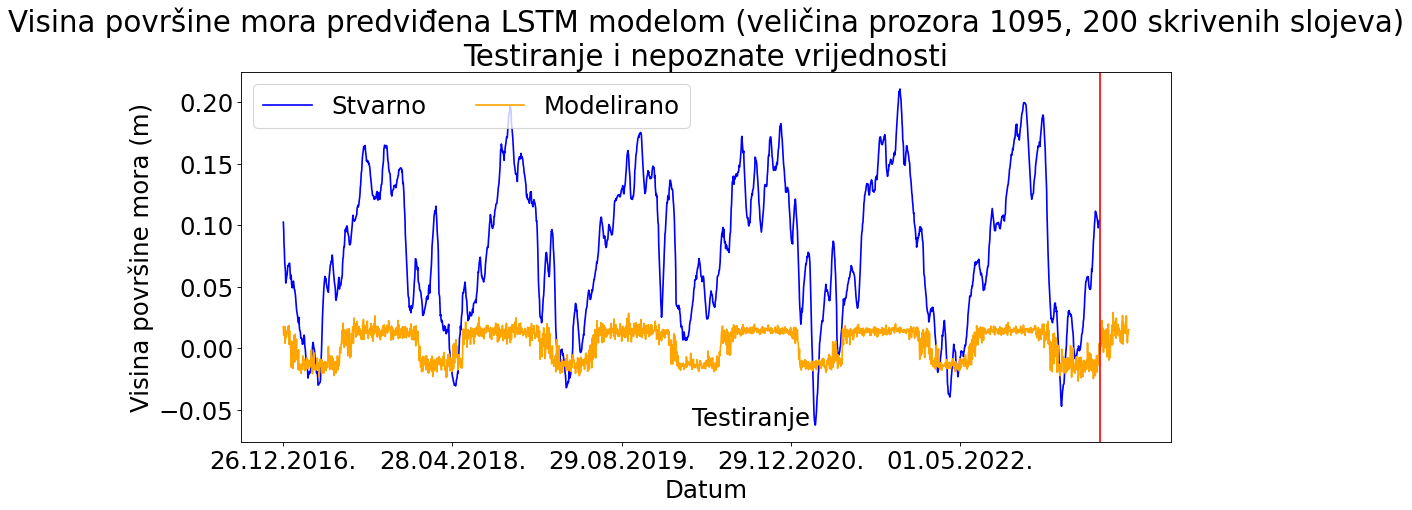 Visina površine mora predviđena LSTM modelom (veličina prozora 1095, 200 skrivenih slojeva)
Testiranje i nepoznate vrijednosti
Stvarno Modelirano
Visina površine mora (m)
0.20
0.15
0.10
0.05
0.00
−0.05
Testiranje
26.12.2016. 28.04.2018. 29.08.2019. 29.12.2020. 01.05.2022.
Datum